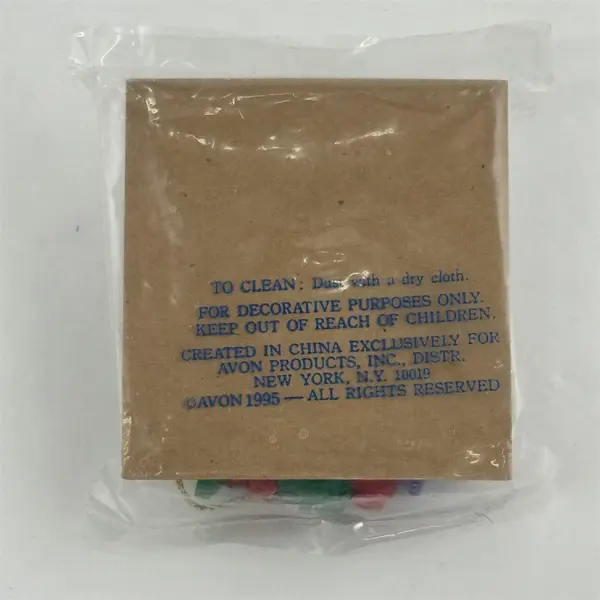 TO CLEAN: Dust with a dry cloth.
FOR DECORATIVE PURPOSES ONLY.
KEEP OUT OF REACH OF CHILDREN.
CREATED IN CHINA EXCLUSIVELY FOR
AVON PRODUCTS, INC., DISTR.
NEW YORK, N.Y. 10019
©AVON 1995 — ALL RIGHTS RESERVED